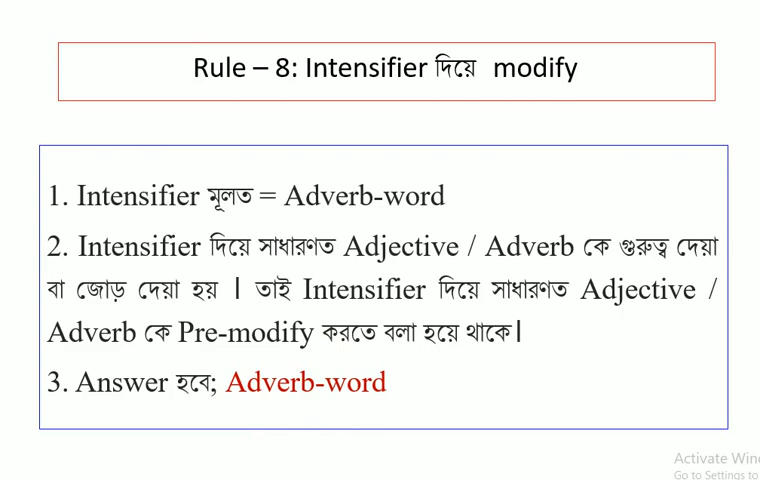 Rule – 8: Intensifier দিয়ে modify
1. Intensifier মূলত = Adverb-word
2. Intensifier দিয়ে সাধারণত Adjective / Adverb কে গুরুত্ব দেয়া
বা জোড় দেয়া হয় । তাই Intensifier দিয়ে সাধারণত Adjective /
Adverb কে Pre-modify করতে বলা হয়ে থাকে।
3. Answer হবে; Adverb-word
Activate Win
Go to Settings to